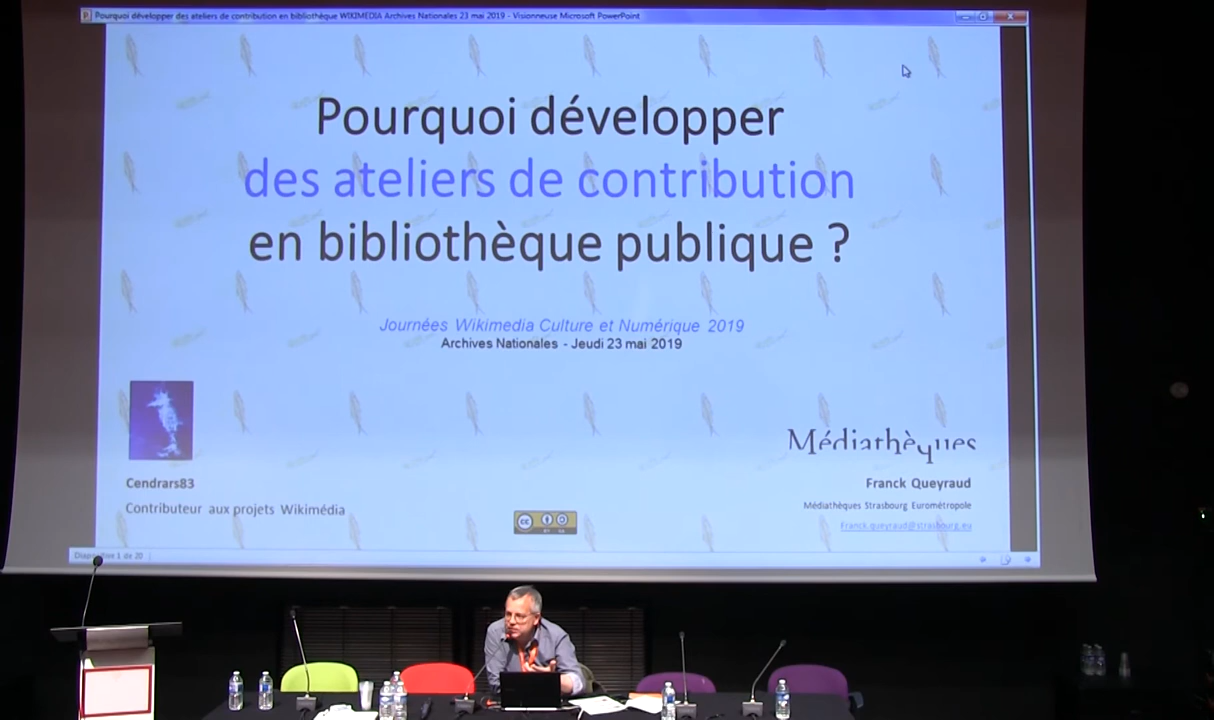 Pourquoi développer des ateliers de contribution en bibliothèque WIKIMEDIA Archives Nationales 23 mai 2019 - Visionneuse Microsoft PowerPoint
Pourquoi développer
des ateliers de contribution
en bibliothèque publique ?
Journées Wikimedia Culture et Numérique 2019
Archives Nationales - Jeudi 23 mai 2019
Médiathèques
Cendrars83
Franck Queyraud
Contributeur aux projets Wikimédia
Médiathèques Strasbourg Eurométropole
cc
Franck.queyraud@strasbourg.eu
Diapositive 1 de 20